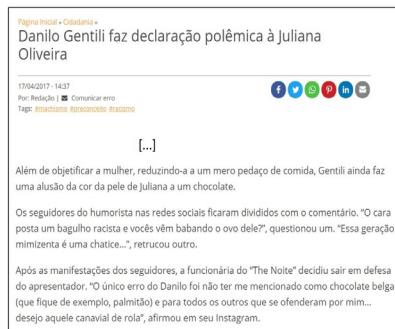 Página Inicial » Cidadania »
Danilo Gentili faz declaração polêmica à Juliana
Oliveira
17/04/2017 - 14:37
Por: Redação | Comunicar erro
Tags: #machismo #preconceito #racismo
[...]
Além de objetificar a mulher, reduzindo-a a um mero pedaço de comida, Gentili ainda faz
uma alusão da cor da pele de Juliana a um chocolate.
Os seguidores do humorista nas redes sociais ficaram divididos com o comentário. “O cara
posta um bagulho racista e vocês vêm babando o ovo dele?”, questionou um. “Essa geração
mimizenta é uma chatice...”, retrucou outro.
Após as manifestações dos seguidores, a funcionária do “The Noite” decidiu sair em defesa
do apresentador. “O único erro do Danilo foi não ter me mencionado como chocolate belga
(que fique de exemplo, palmitão) e para todos os outros que se ofenderam por mim...
desejo aquele canavial de rola”, afirmou em seu Instagram.